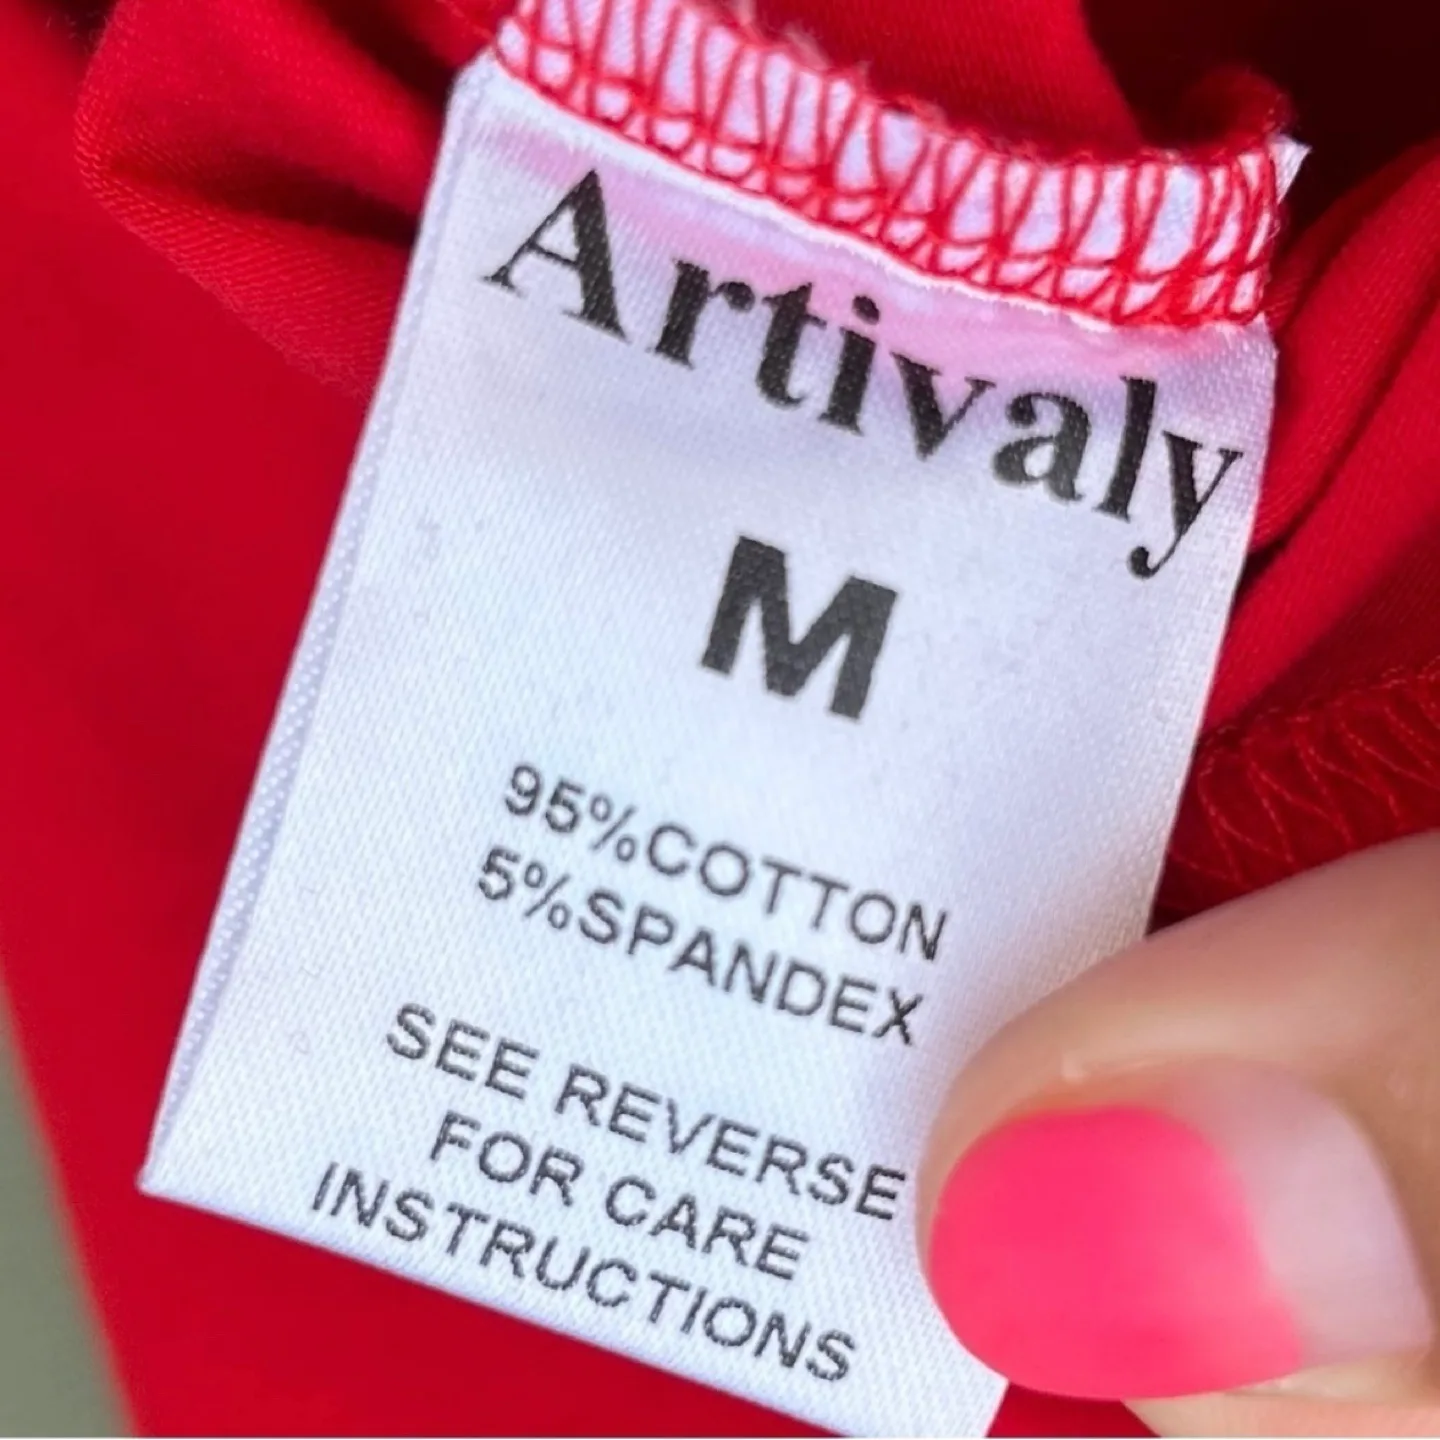 Artivaly
M
95%COTTON
5%SPANDEX
SEE REVERSE
FOR CARE
INSTRUCTIONS